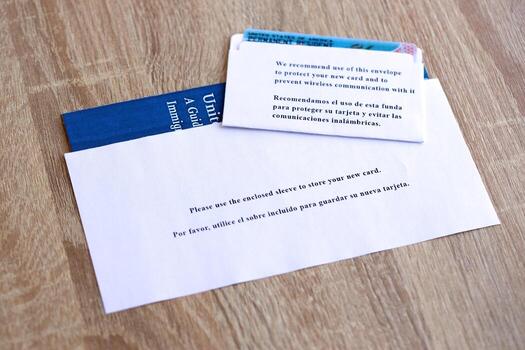 UNITED STATES OF AMERICA
PERMANENT RESIDENT
We recommend use of this envelope
to protect your new card and to
prevent wireless communication with it
Recomendamos el uso de esta funda
para proteger su tarjeta y evitar las
comunicaciones inalámbricas.
Unit
A Guid
Immig
Please use the enclosed sleeve to store your new card.
Por favor, utilice el sobre incluido para guardar su nueva tarjeta.